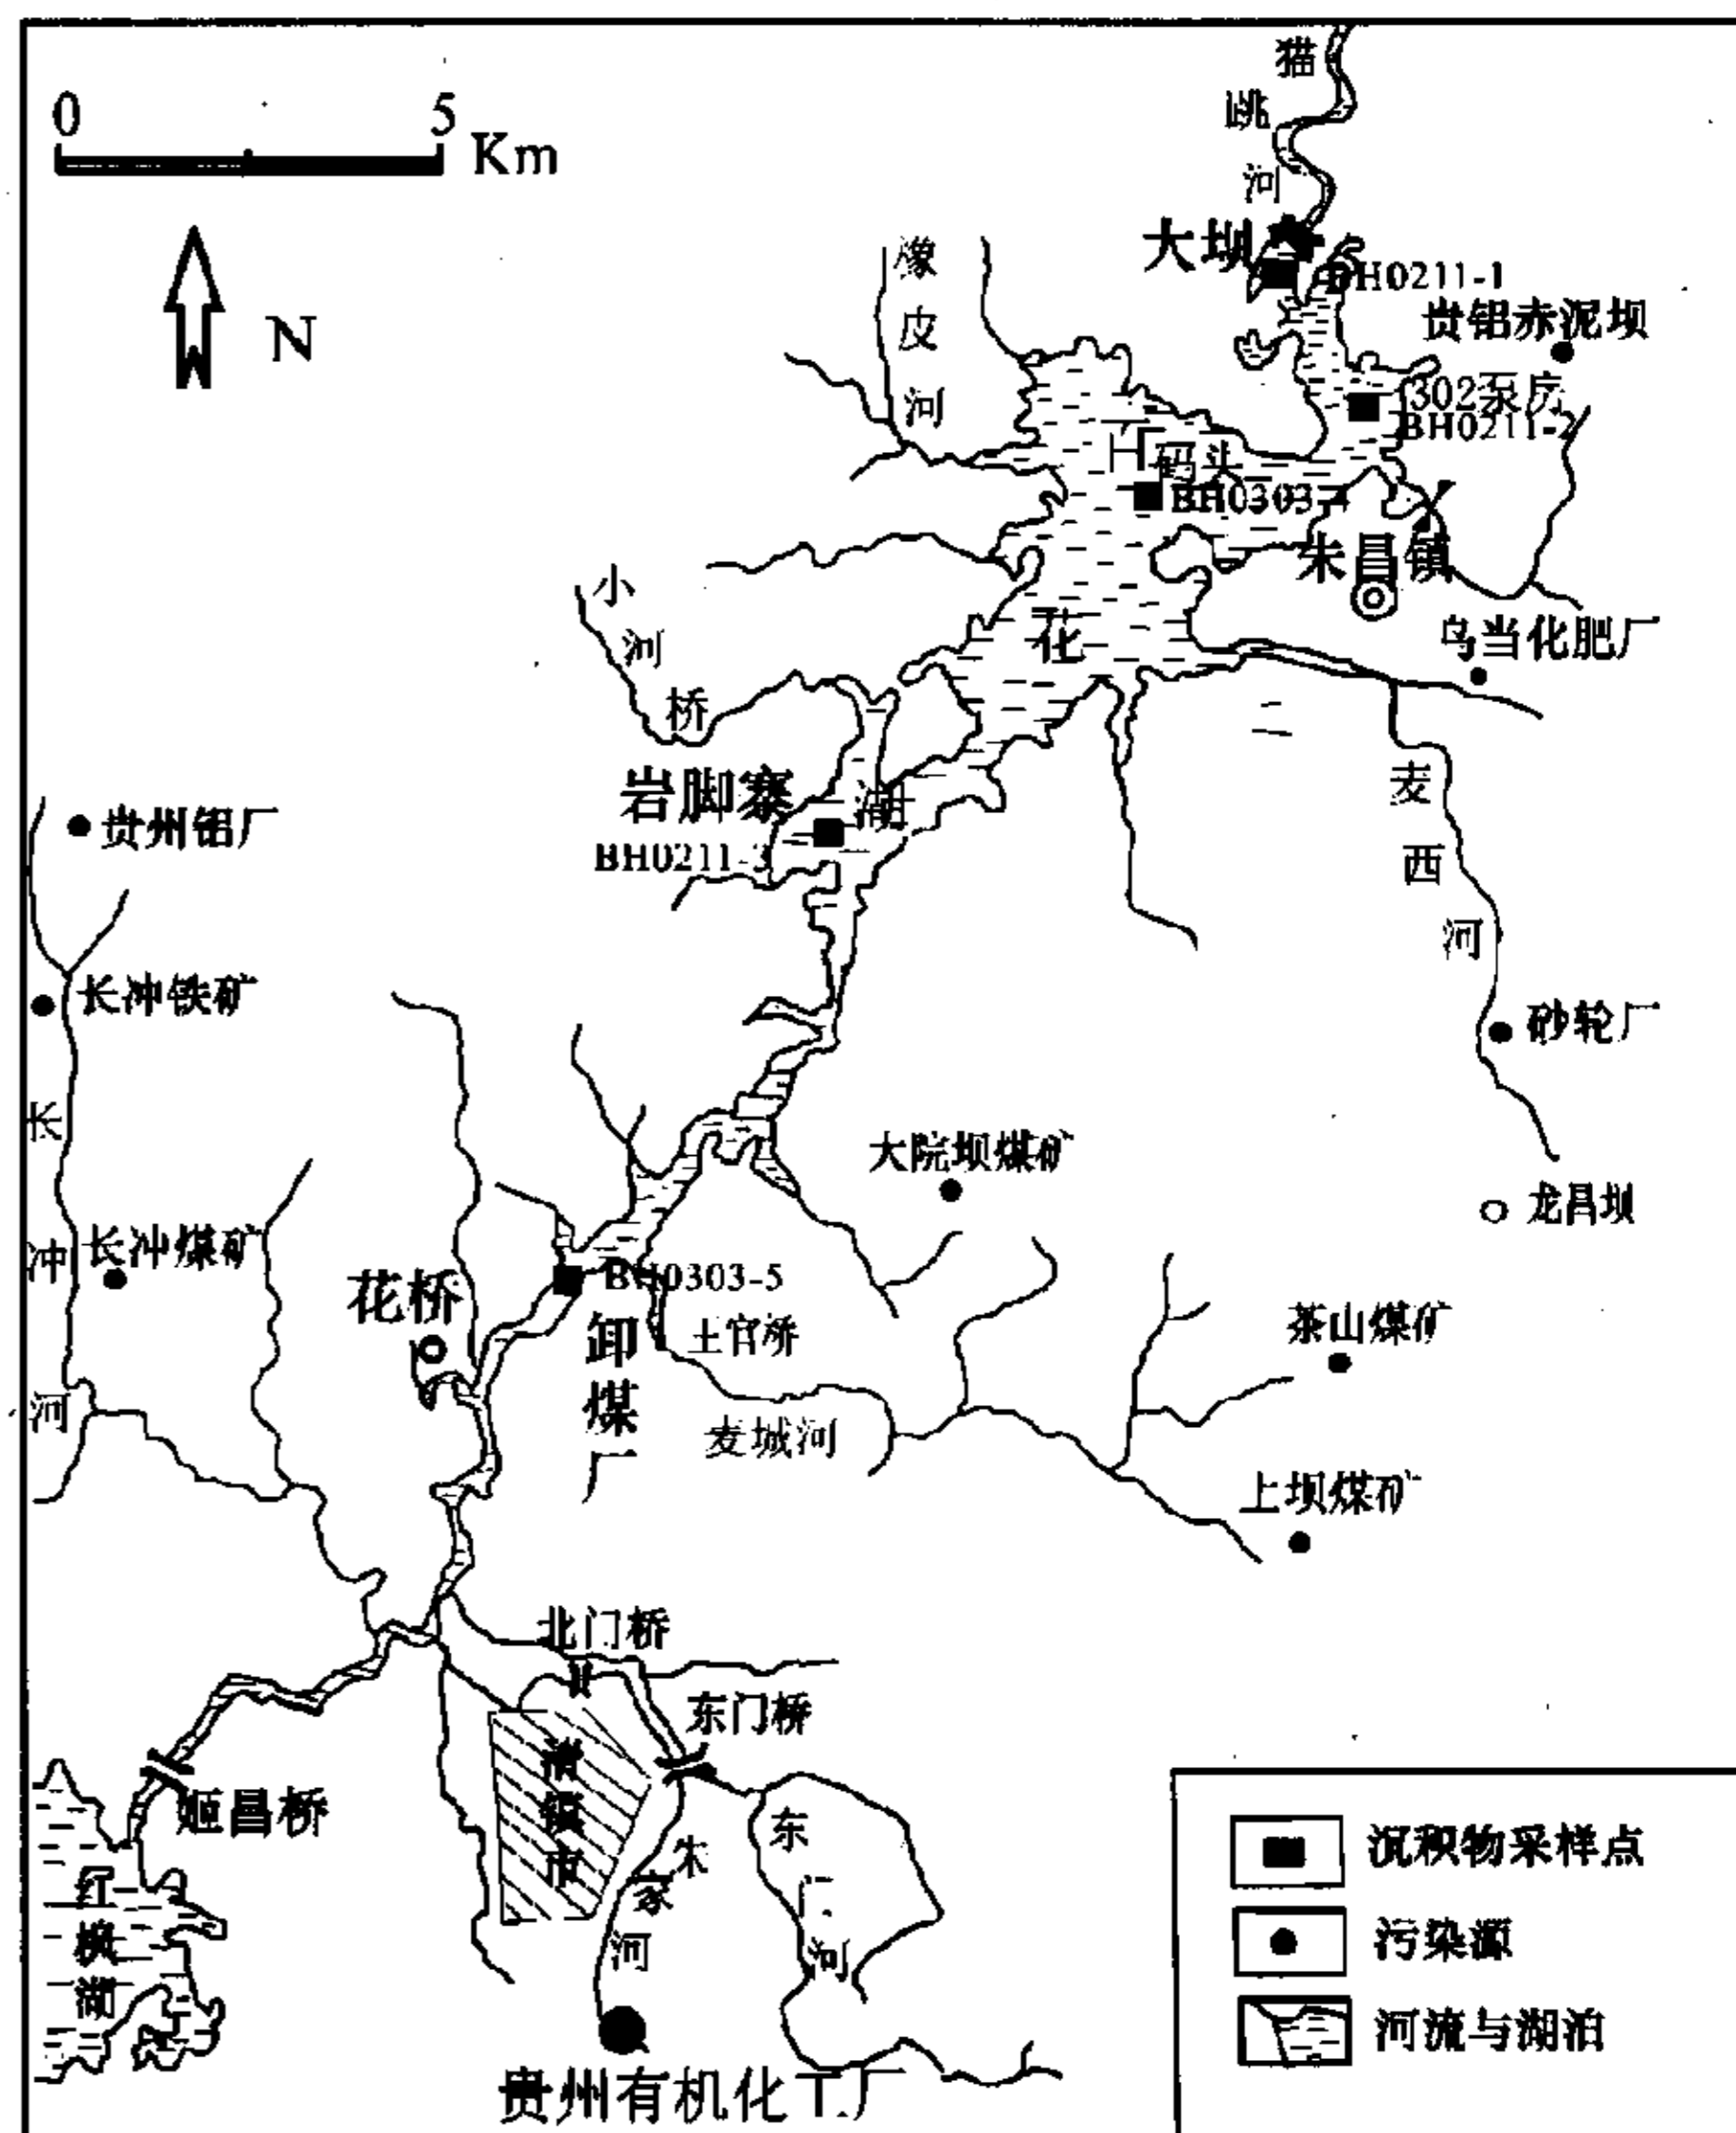 0 5 Km
N
猫跳河
大坝
BH0211-1
贵铝赤泥坝
302泵房
BH0211-2
橡皮河
码头
BH0303-4
朱昌镇
乌当化肥厂
小河桥
花
湖
岩脚寨
BH0211-3
麦西河
贵州铝厂
长冲铁矿
砂轮厂
龙昌坝
大院坝煤矿
长冲河
长冲煤矿
花桥
BH0303-5
卸煤厂
土官桥
麦城河
茶山煤矿
上坝煤矿
北门桥
东门桥
清镇市
姬昌桥
红枫湖
朱家河
东门河
贵州有机化工厂
沉积物采样点
污染源
河流与湖泊